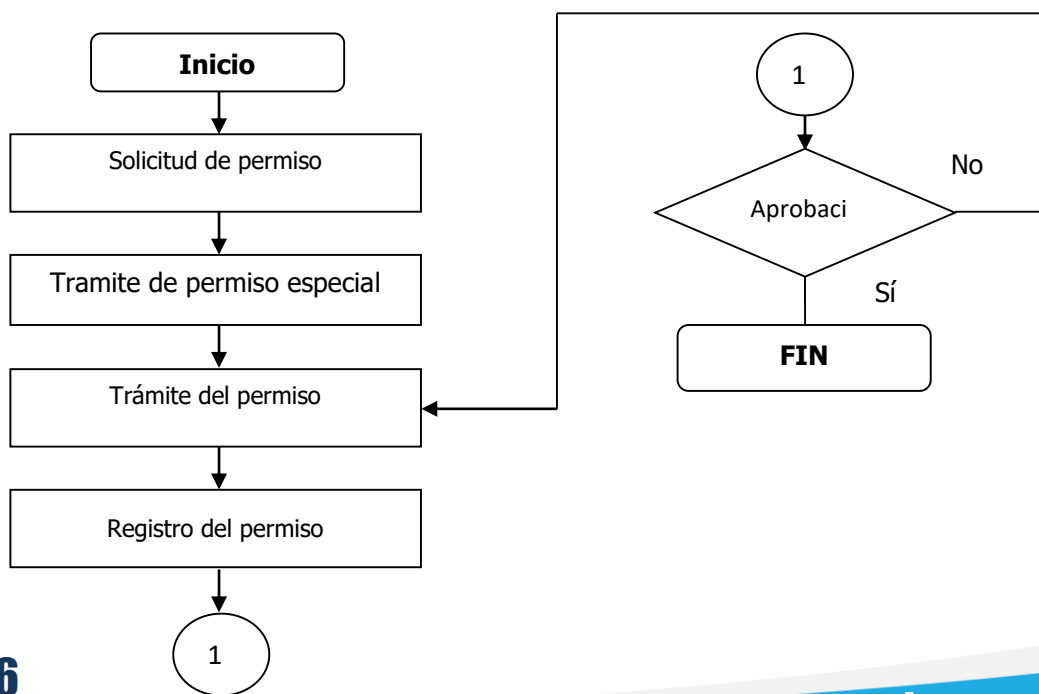 Inicio
Solicitud de permiso
Tramite de permiso especial
Trámite del permiso
Registro del permiso
1
1
Aprobaci
No
Sí
FIN
6